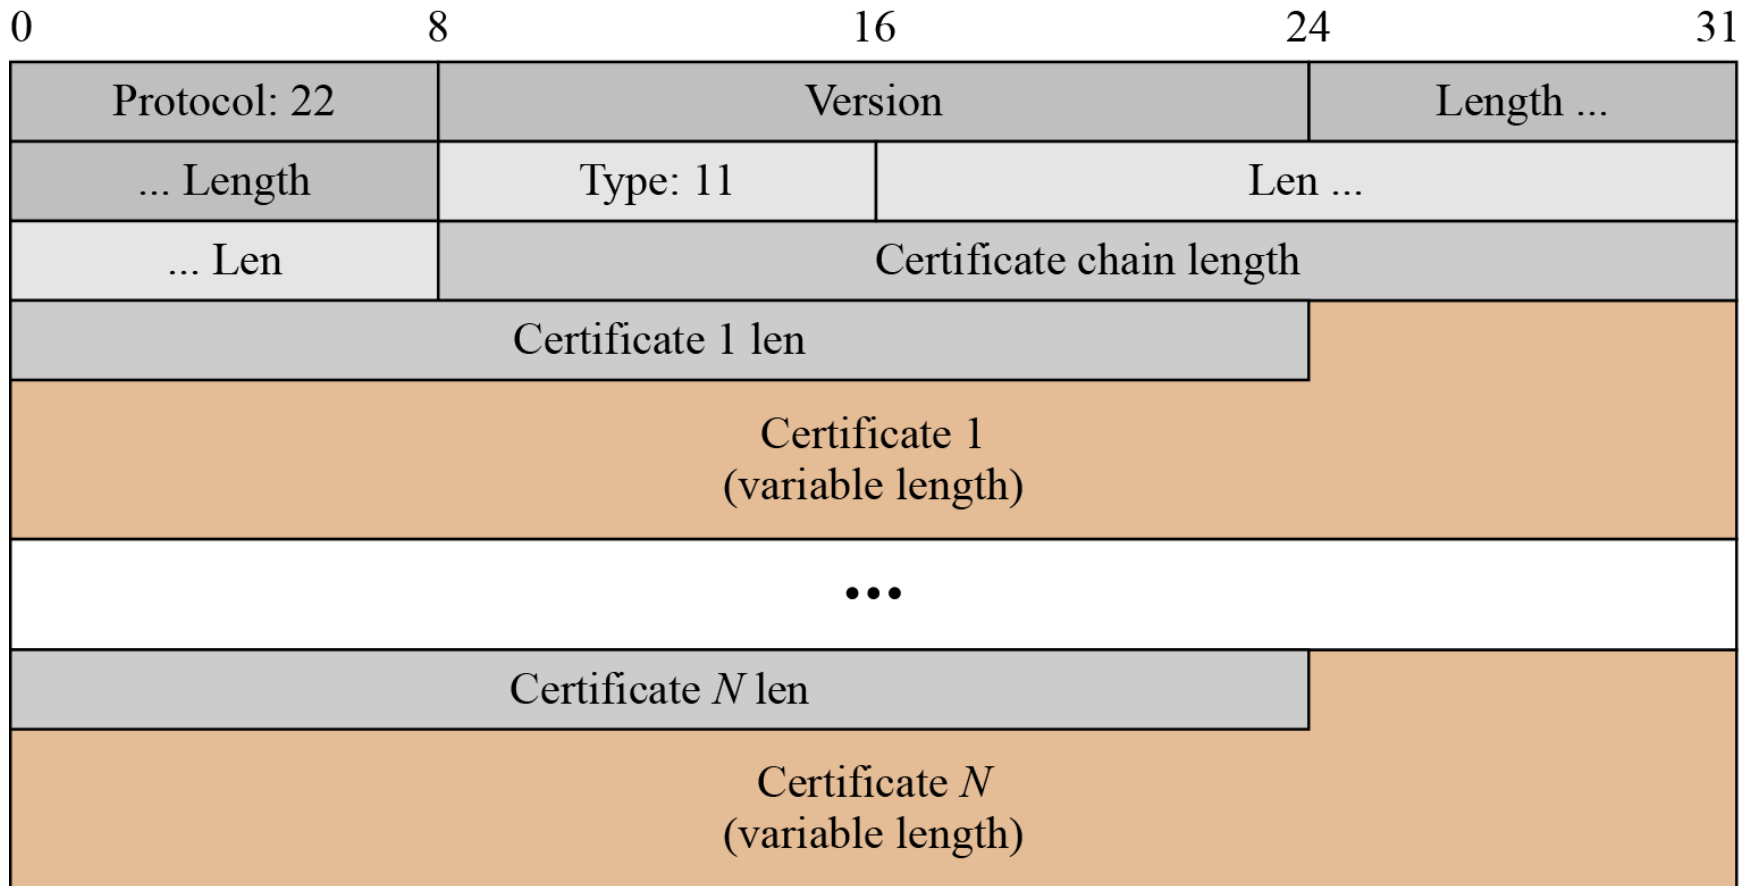 0 8 16 24 31
Protocol: 22 Version Length ...
... Length Type: 11 Len ...
... Len Certificate chain length
Certificate 1 len
Certificate 1
(variable length)
•••
Certificate N len
Certificate N
(variable length)